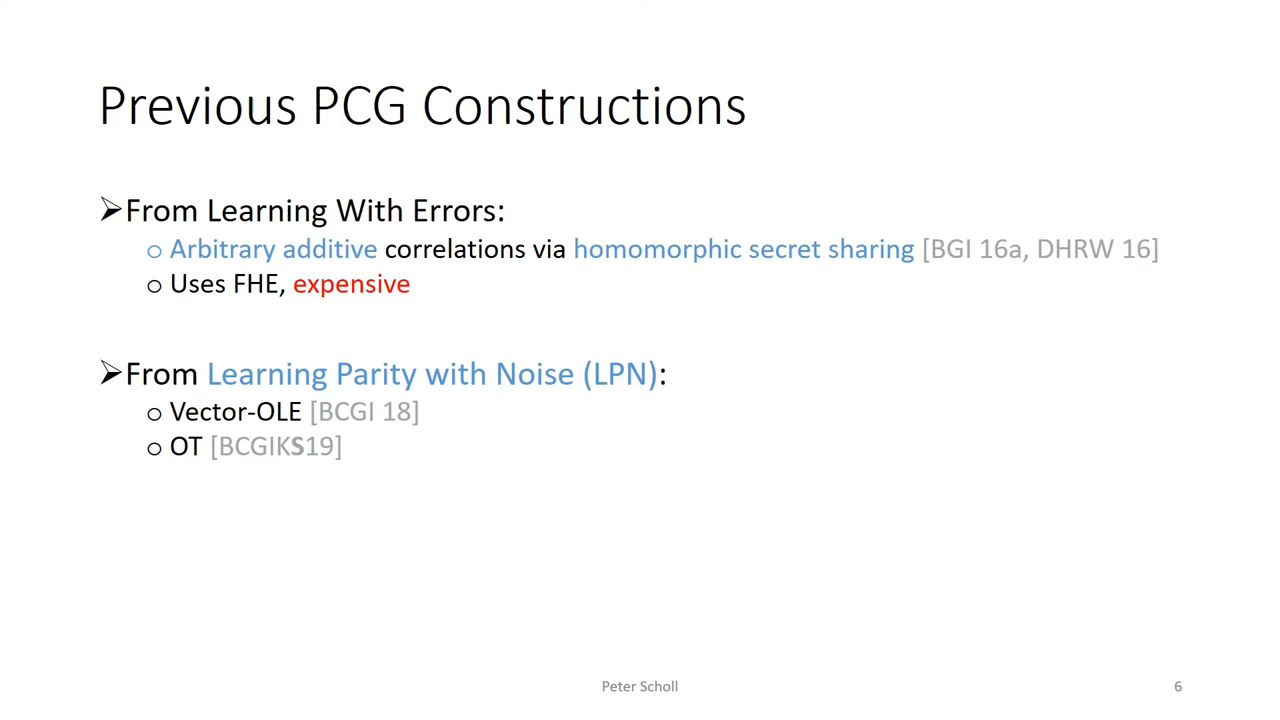 Previous PCG Constructions
➢From Learning With Errors:
o Arbitrary additive correlations via homomorphic secret sharing [BGI 16a, DHRW 16]
o Uses FHE, expensive
➢From Learning Parity with Noise (LPN):
o Vector-OLE [BCGI 18]
o OT [BCGIKS19]
Peter Scholl
6